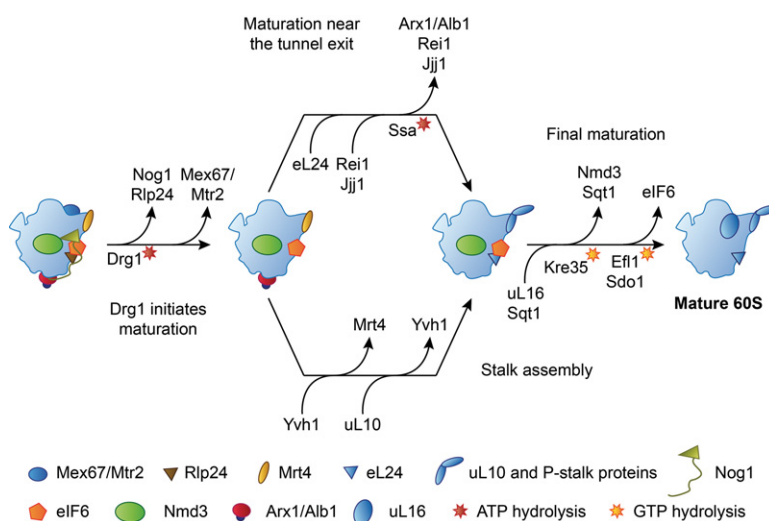 Maturation near
the tunnel exit
Arx1/Alb1
Rei1
Jjj1
Ssa
eL24
Rei1
Jjj1
Final maturation
Nog1
Rlp24
Mex67/
Mtr2
Drg1
Drg1 initiates
maturation
Nmd3
Sqt1
eIF6
Kre35
Efl1
Sdo1
uL16
Sqt1
Mature 60S
Mrt4
Yvh1
Stalk assembly
Yvh1
uL10
Mex67/Mtr2
Rlp24
Mrt4
eL24
uL10 and P-stalk proteins
Nog1
eIF6
Nmd3
Arx1/Alb1
uL16
ATP hydrolysis
GTP hydrolysis